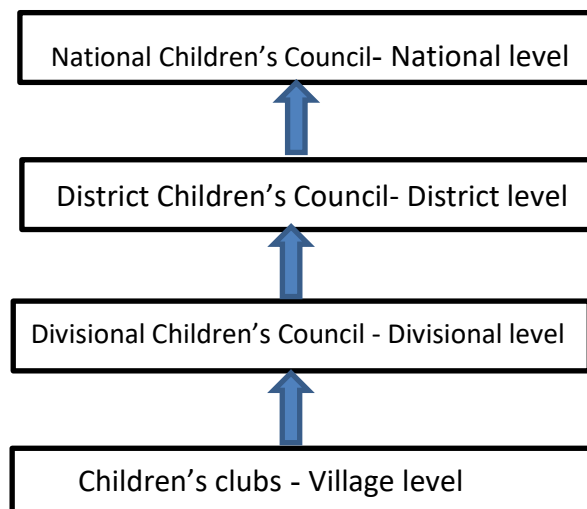 National Children’s Council- National level
District Children’s Council- District level
Divisional Children’s Council - Divisional level
Children’s clubs - Village level